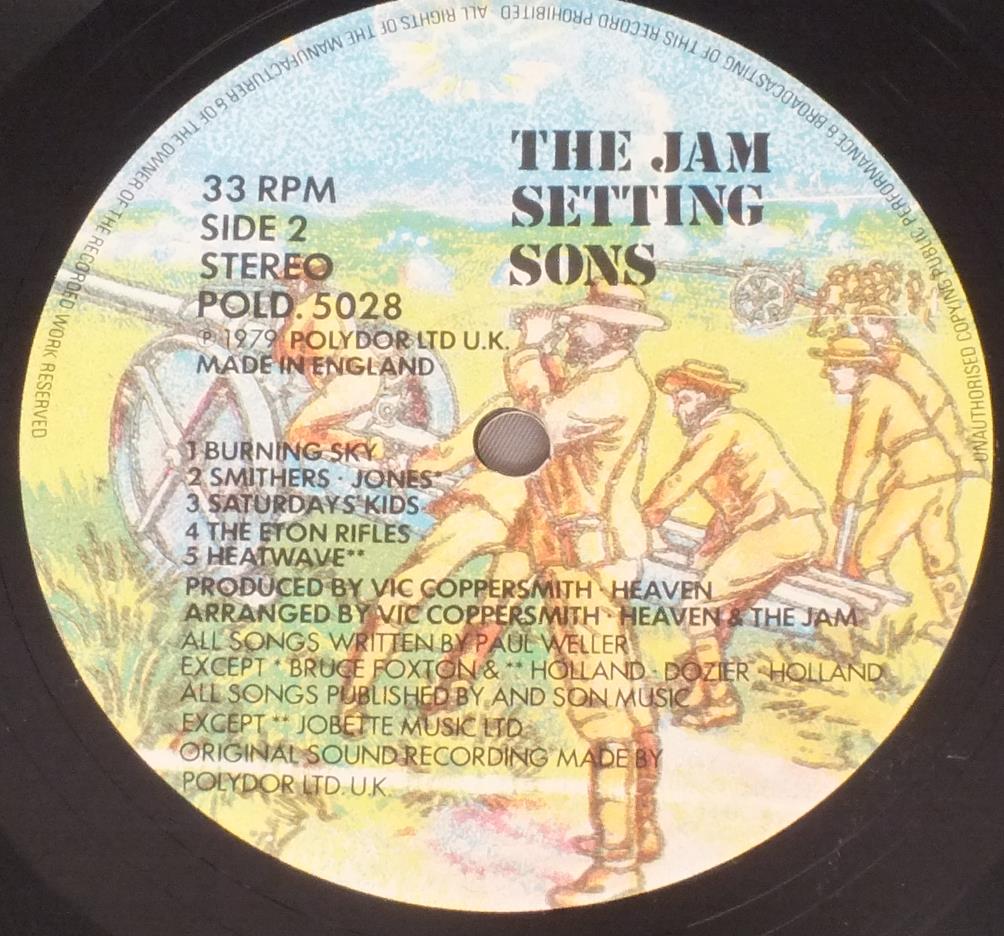 THE JAM
SETTING
SONS
33 RPM
SIDE 2
STEREO
POLD. 5028
℗ 1979 POLYDOR LTD U.K.
MADE IN ENGLAND
1 BURNING SKY
2 SMITHERS · JONES*
3 SATURDAYS KIDS
4 THE ETON RIFLES
5 HEATWAVE**
PRODUCED BY VIC COPPERSMITH · HEAVEN
ARRANGED BY VIC COPPERSMITH · HEAVEN & THE JAM
ALL SONGS WRITTEN BY PAUL WELLER
EXCEPT * BRUCE FOXTON & ** HOLLAND · DOZIER · HOLLAND
ALL SONGS PUBLISHED BY AND SON MUSIC
EXCEPT ** JOBETTE MUSIC LTD
ORIGINAL SOUND RECORDING MADE BY
POLYDOR LTD. U.K.
ALL RIGHTS OF THE MANUFACTURER & OF THE OWNER OF THE RECORDED WORK RESERVED
UNAUTHORISED COPYING PUBLIC PERFORMANCE & BROADCASTING OF THIS RECORD PROHIBITED